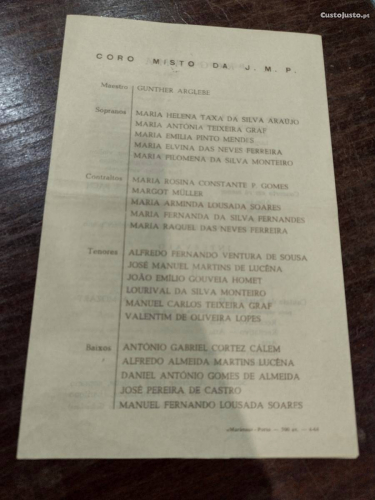 CustoJusto.pt
CORO MISTO DA J. M. P.
Maestro GUNTHER ARGLEBE
Sopranos MARIA HELENA TAXA DA SILVA ARAÚJO
MARIA ANTÓNIA TEIXEIRA GRAF
MARIA EMÍLIA PINTO MENDES
MARIA ELVINA DAS NEVES FERREIRA
MARIA FILOMENA DA SILVA MONTEIRO
Contraltos MARIA ROSINA CONSTANTE P. GOMES
MARGOT MÜLLER
MARIA ARMINDA LOUSADA SOARES
MARIA FERNANDA DA SILVA FERNANDES
MARIA RAQUEL DAS NEVES FERREIRA
Tenores ALFREDO FERNANDO VENTURA DE SOUSA
JOSÉ MANUEL MARTINS DE LUCÉNA
JOÃO EMÍLIO GOUVEIA HOMET
LOURIVAL DA SILVA MONTEIRO
MANUEL CARLOS TEIXEIRA GRAF
VALENTIM DE OLIVEIRA LOPES
Baixos ANTÓNIO GABRIEL CORTEZ CÁLEM
ALFREDO ALMEIDA MARTINS LUCÉNA
DANIEL ANTÓNIO GOMES DE ALMEIDA
JOSÉ PEREIRA DE CASTRO
MANUEL FERNANDO LOUSADA SOARES